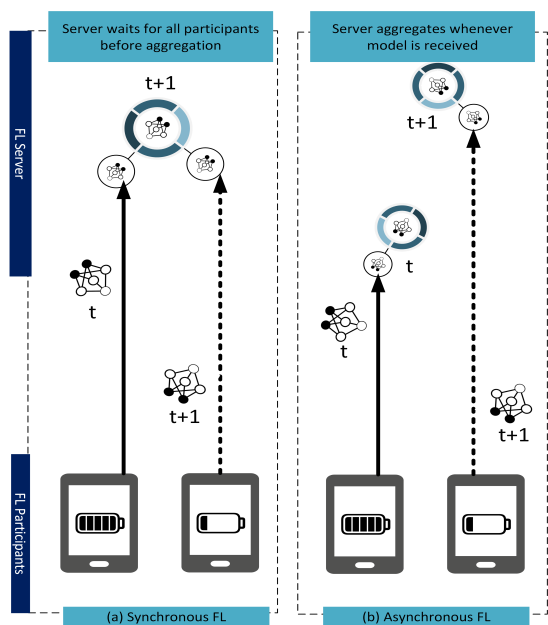 Server waits for all participants
before aggregation
Server aggregates whenever
model is received
FL Server
FL Participants
t+1
t
t+1
(a) Synchronous FL
t+1
t
t
t+1
(b) Asynchronous FL